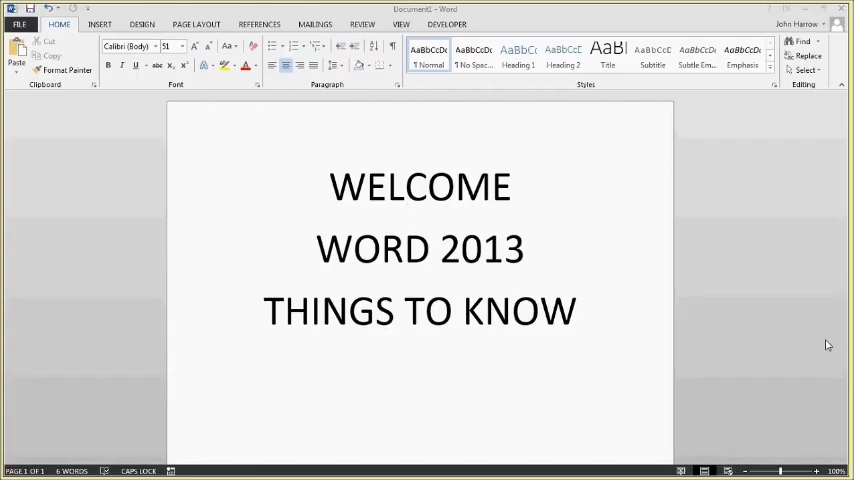 Document1 - Word
FILE HOME INSERT DESIGN PAGE LAYOUT REFERENCES MAILINGS REVIEW VIEW DEVELOPER John Harrow
Paste
Cut
Copy
Format Painter
Clipboard
Calibri (Body) 51
Font
Paragraph
AaBbCcDc AaBbCcDc AaBbCc AaBbCcDc AaBl AaBbCcD AaBbCcDc AaBbCcDc
¶ Normal ¶ No Spac... Heading 1 Heading 2 Title Subtitle Subtle Em... Emphasis
Styles
Find
Replace
Select
Editing
WELCOME
WORD 2013
THINGS TO KNOW
PAGE 1 OF 1 6 WORDS CAPS LOCK 100%